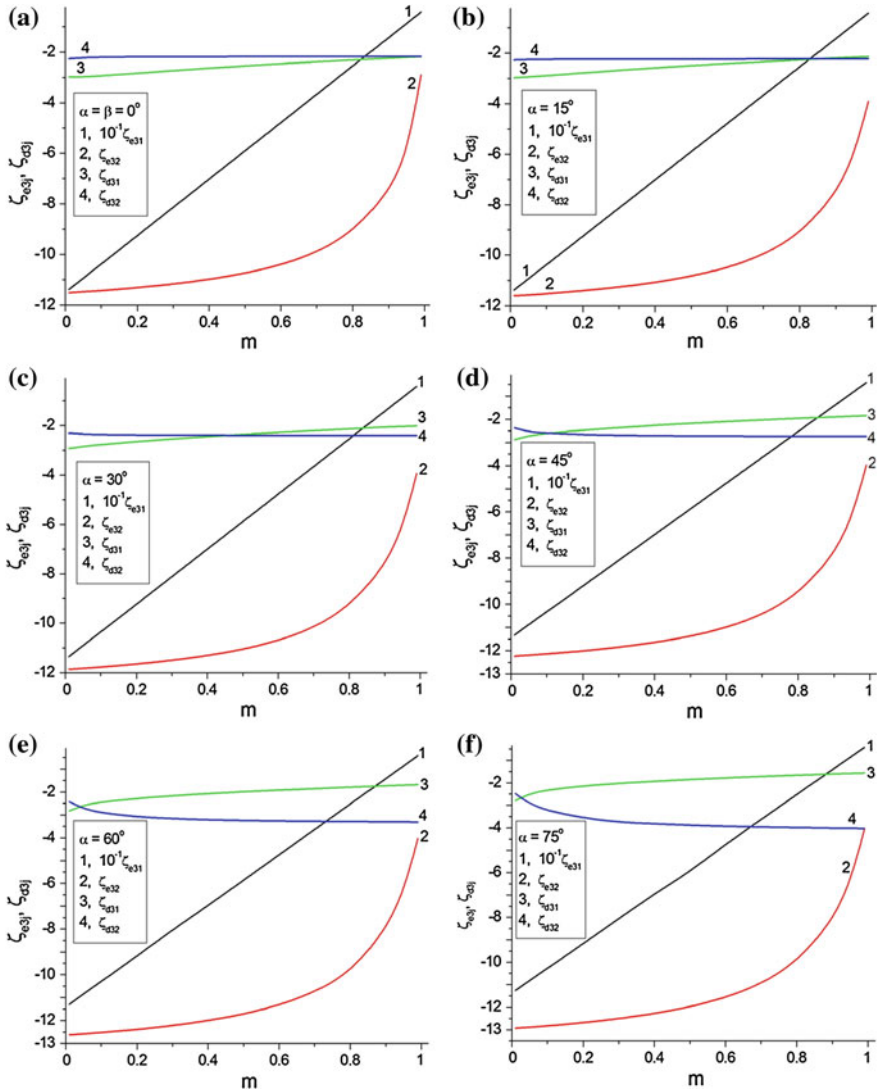 (a)
1
-2
4
3
2
-4
α = β = 0°
1, 10⁻¹ζe31
2, ζe32
3, ζd31
4, ζd32
ζe3j, ζd3j
-6
-8
-10
-12
0 0.2 0.4 0.6 0.8 1
m
(b)
-2
4
3
2
-4
α = 15°
1, 10⁻¹ζe31
2, ζe32
3, ζd31
4, ζd32
ζe3j, ζd3j
-6
-8
-10
1
2
-12
0 0.2 0.4 0.6 0.8 1
m
(c)
1
-2
3
4
2
-4
α = 30°
1, 10⁻¹ζe31
2, ζe32
3, ζd31
4, ζd32
ζe3j, ζd3j
-6
-8
-10
-12
0 0.2 0.4 0.6 0.8 1
m
(d)
1
-2
3
4
2
-4
α = 45°
1, 10⁻¹ζe31
2, ζe32
3, ζd31
4, ζd32
ζe3j, ζd3j
-6
-8
-10
-12
-13
0 0.2 0.4 0.6 0.8 1
m
(e)
1
-2
3
4
2
-4
α = 60°
1, 10⁻¹ζe31
2, ζe32
3, ζd31
4, ζd32
ζe3j, ζd3j
-6
-8
-10
-12
-13
0 0.2 0.4 0.6 0.8 1
m
(f)
1
-2
3
4
2
-4
α = 75°
1, 10⁻¹ζe31
2, ζe32
3, ζd31
4, ζd32
ζe3j, ζd3j
-6
-8
-10
-12
-13
0 0.2 0.4 0.6 0.8 1
m